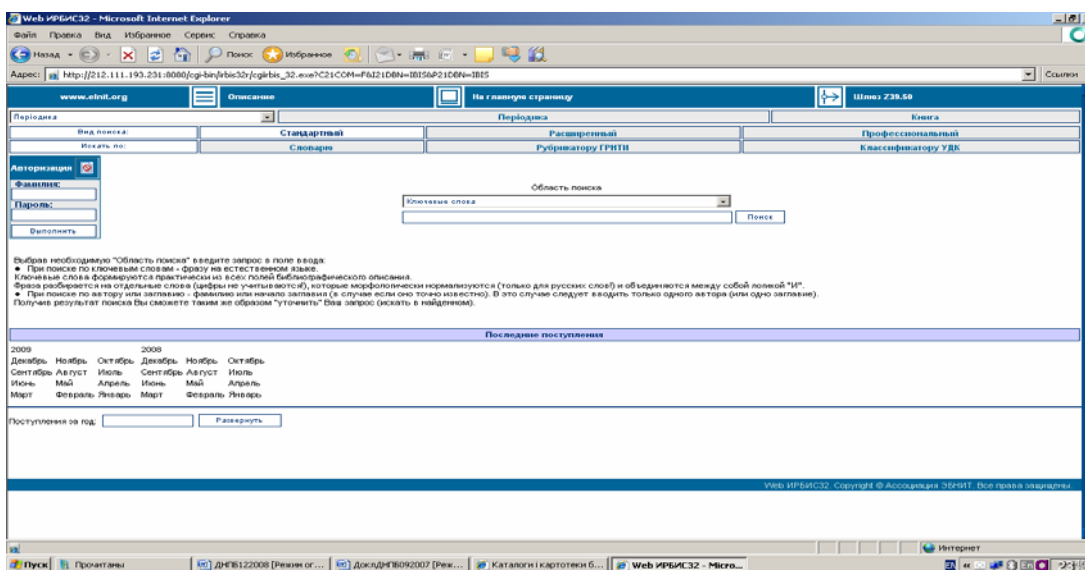 Web ИРБИС32 - Microsoft Internet Explorer
Файл Правка Вид Избранное Сервис Справка
Назад Поиск Избранное
Адрес: http://212.111.193.231:8080/cgi-bin/irbis32r/cgiirbis_32.exe?C21COM=F&I21DBN=IBIS&P21DBN=IBIS Ссылки
www.elnit.org Описание На главную страницу Шлюз Z39.50
Періодика Періодика Книга
Вид поиска: Стандартный Расширенный Профессиональный
Искать по: Словарю Рубрикатору ГРНТИ Классификатору УДК
Авторизация
Фамилия:
Пароль:
Выполнить
Область поиска
Ключевые слова
Поиск
Выбрав необходимую "Область поиска" введите запрос в поле ввода:
• При поиске по ключевым словам - фразу на естественном языке.
Ключевые слова формируются практически из всех полей библиографического описания.
Фраза разбирается на отдельные слова (цифры не учитываются!), которые морфологически нормализуются (только для русских слов!) и объединяются между собой логикой "И".
• При поиске по автору или заглавию - фамилию или начало заглавия (в случае если оно точно известно). В это случае следует вводить только одного автора (или одно заглавие).
Получив результат поиска Вы сможете таким же образом "уточнить" Ваш запрос (искать в найденном).
Последние поступления
2009 2008
Декабрь Ноябрь Октябрь Декабрь Ноябрь Октябрь
Сентябрь Август Июль Сентябрь Август Июль
Июнь Май Апрель Июнь Май Апрель
Март Февраль Январь Март Февраль Январь
Поступления за год: Развернуть
Web ИРБИС32. Copyright © Ассоциация ЭБНИТ. Все права защищены.
Интернет
Пуск Прочитаны ДНПБ122008 [Режим ог... ДоклДНПБ092007 [Реж... Каталоги і картотеки б... Web ИРБИС32 - Micro... EN